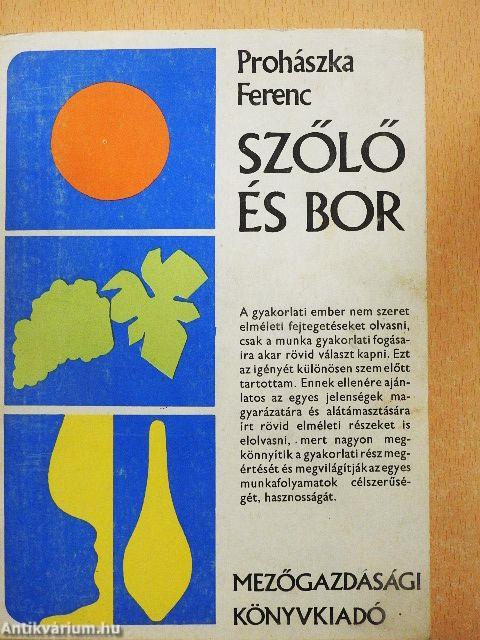 Prohászka
Ferenc
SZŐLŐ
ÉS BOR
A gyakorlati ember nem szeret
elméleti fejtegetéseket olvasni,
csak a munka gyakorlati fogása-
ira akar rövid választ kapni. Ezt
az igényét különösen szem előtt
tartottam. Ennek ellenére aján-
latos az egyes jelenségek ma-
gyarázatára és alátámasztására
írt rövid elméleti részeket is
elolvasni, mert nagyon meg-
könnyítik a gyakorlati rész meg-
értését és megvilágítják az egyes
munkafolyamatok célszerűsé-
gét, hasznosságát.
MEZŐGAZDASÁGI
KÖNYVKIADÓ
Antikvárium.hu